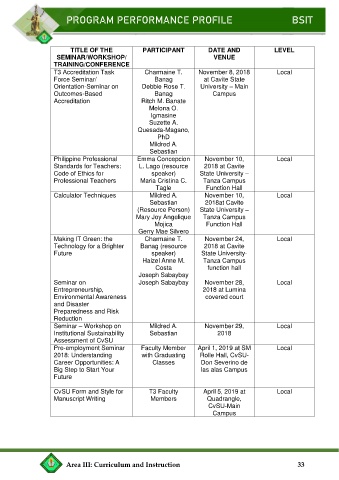 PROGRAM PERFORMANCE PROFILE BSIT
TITLE OF THE SEMINAR/WORKSHOP/ TRAINING/CONFERENCE
PARTICIPANT
DATE AND VENUE
LEVEL
T3 Accreditation Task
Force Seminar/
Orientation-Seminar on
Outcomes-Based
Accreditation
Charmaine T.
Banag
Debbie Rose T.
Banag
Ritch M. Banate
Melona O.
Igmasine
Suzette A.
Quesada-Magano,
PhD
Mildred A.
Sebastian
November 8, 2018
at Cavite State
University – Main
Campus
Local
Philippine Professional
Standards for Teachers:
Code of Ethics for
Professional Teachers
Emma Concepcion
L. Lago (resource
speaker)
Maria Cristina C.
Tagle
November 10,
2018 at Cavite
State University –
Tanza Campus
Function Hall
Local
Calculator Techniques
Mildred A.
Sebastian
(Resource Person)
Mary Joy Angelique
Mojica
Gerry Mae Silvero
November 10,
2018at Cavite
State University –
Tanza Campus
Function Hall
Local
Making IT Green: the
Technology for a Brighter
Future
Charmaine T.
Banag (resource
speaker)
Haizel Anne M.
Costa
Joseph Sabaybay
November 24,
2018 at Cavite
State University-
Tanza Campus
function hall
Local
Seminar on
Entrepreneurship,
Environmental Awareness
and Disaster
Preparedness and Risk
Reduction
Joseph Sabaybay
November 28,
2018 at Lumina
covered court
Local
Seminar – Workshop on
Institutional Sustainability
Assessment of CvSU
Mildred A.
Sebastian
November 29,
2018
Local
Pre-employment Seminar
2018: Understanding
Career Opportunities: A
Big Step to Start Your
Future
Faculty Member
with Graduating
Classes
April 1, 2019 at SM
Rolle Hall, CvSU-
Don Severino de
las alas Campus
Local
CvSU Form and Style for
Manuscript Writing
T3 Faculty
Members
April 5, 2019 at
Quadrangle,
CvSU-Main
Campus
Local
Area III: Curriculum and Instruction 33